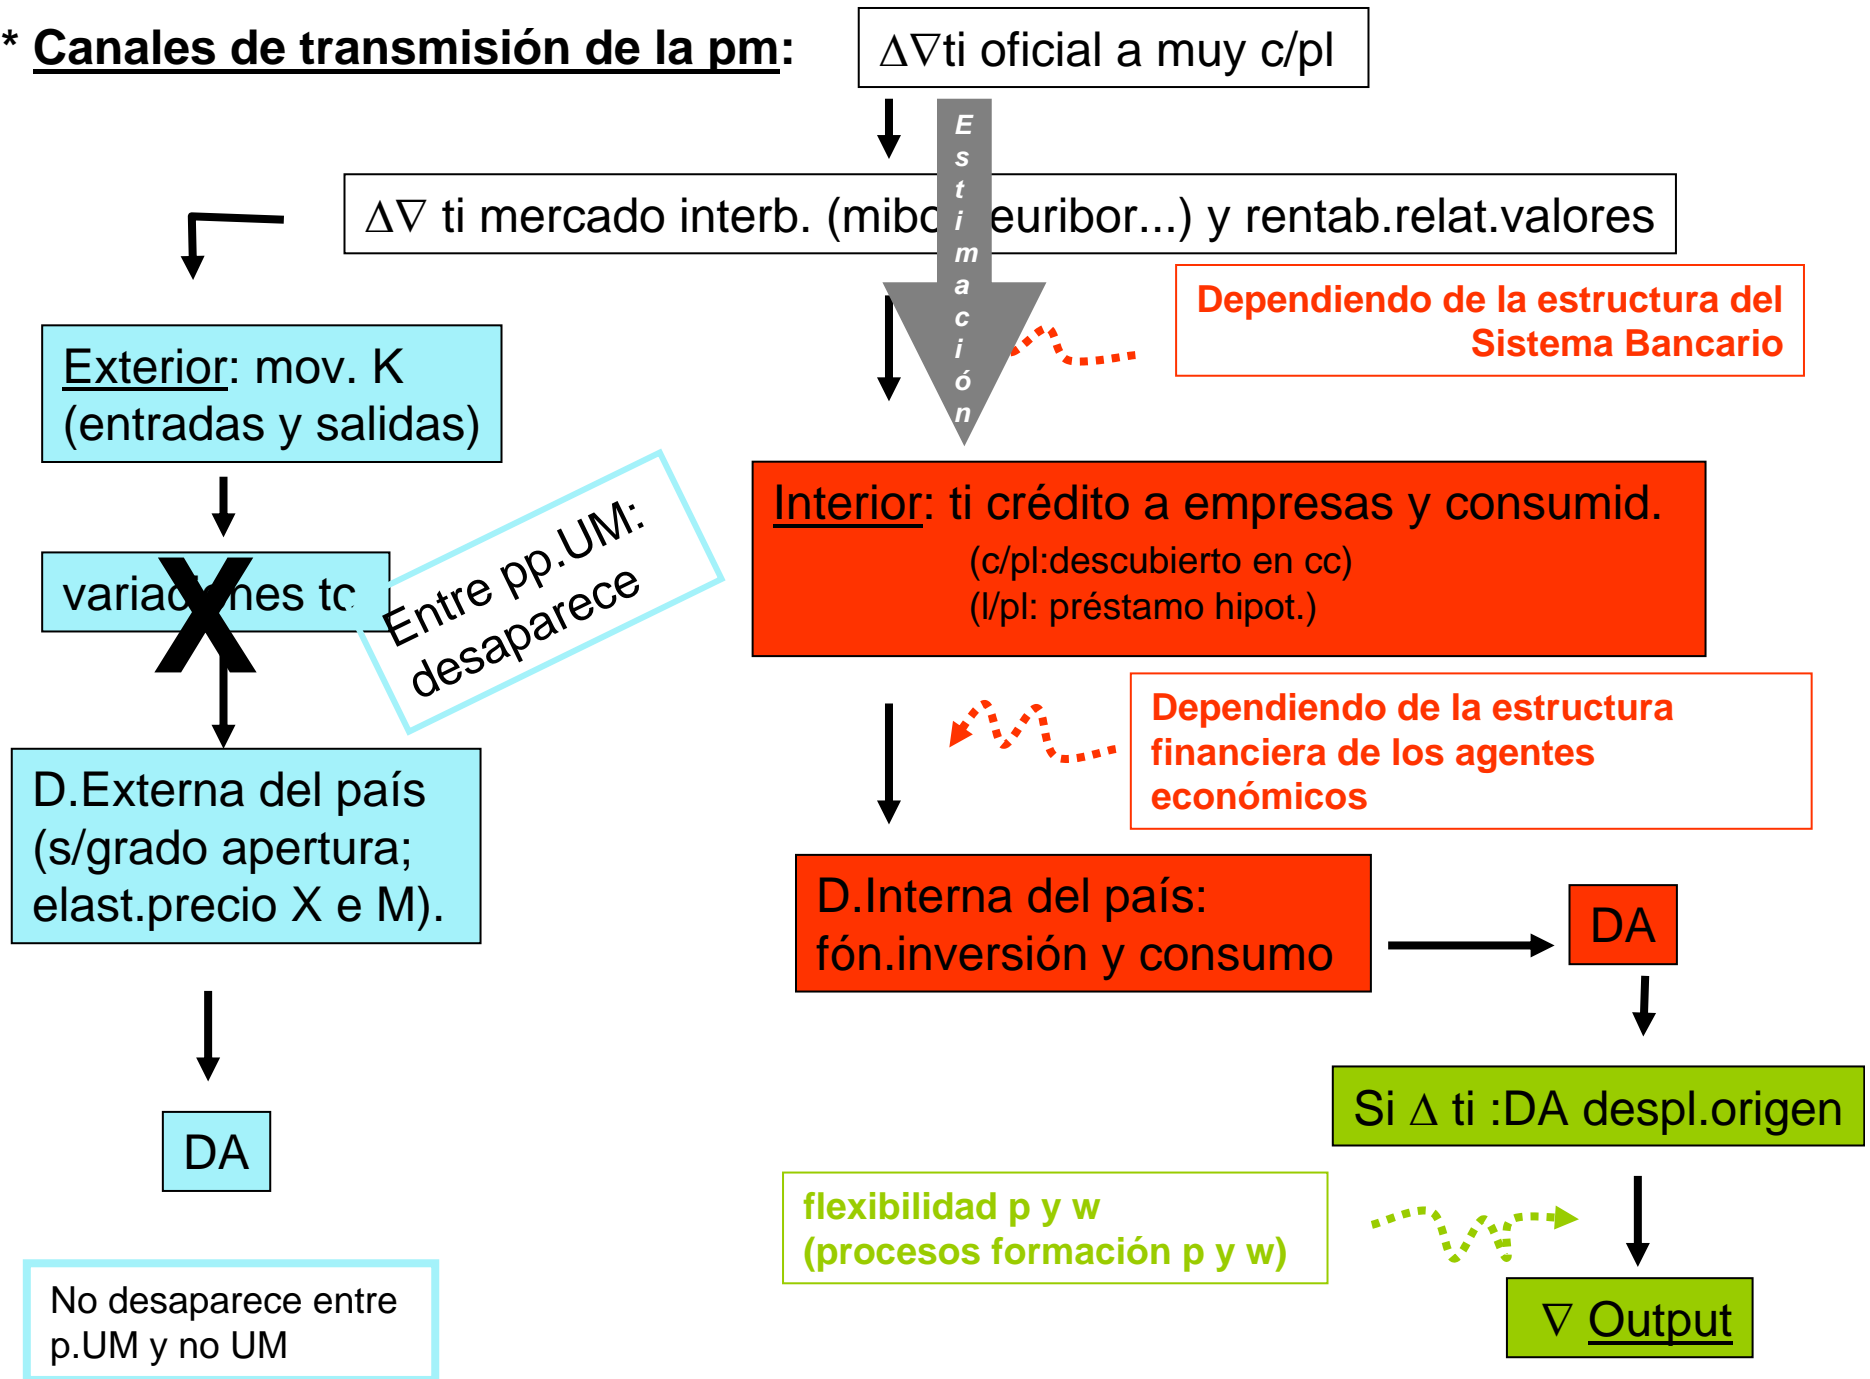 * Canales de transmisión de la pm:
∆∇ti oficial a muy c/pl
Estimación
∆∇ ti mercado interb. (mibo euribor...) y rentab.relat.valores
Dependiendo de la estructura del
Sistema Bancario
Exterior: mov. K
(entradas y salidas)
Interior: ti crédito a empresas y consumid.
(c/pl:descubierto en cc)
(l/pl: préstamo hipot.)
X
Entre pp.UM:
desaparece
Dependiendo de la estructura
financiera de los agentes
económicos
D.Externa del país
(s/grado apertura;
elast.precio X e M).
D.Interna del país:
fón.inversión y consumo
DA
Si ∆ ti :DA despl.origen
DA
flexibilidad p y w
(procesos formación p y w)
∇ Output
No desaparece entre
p.UM y no UM